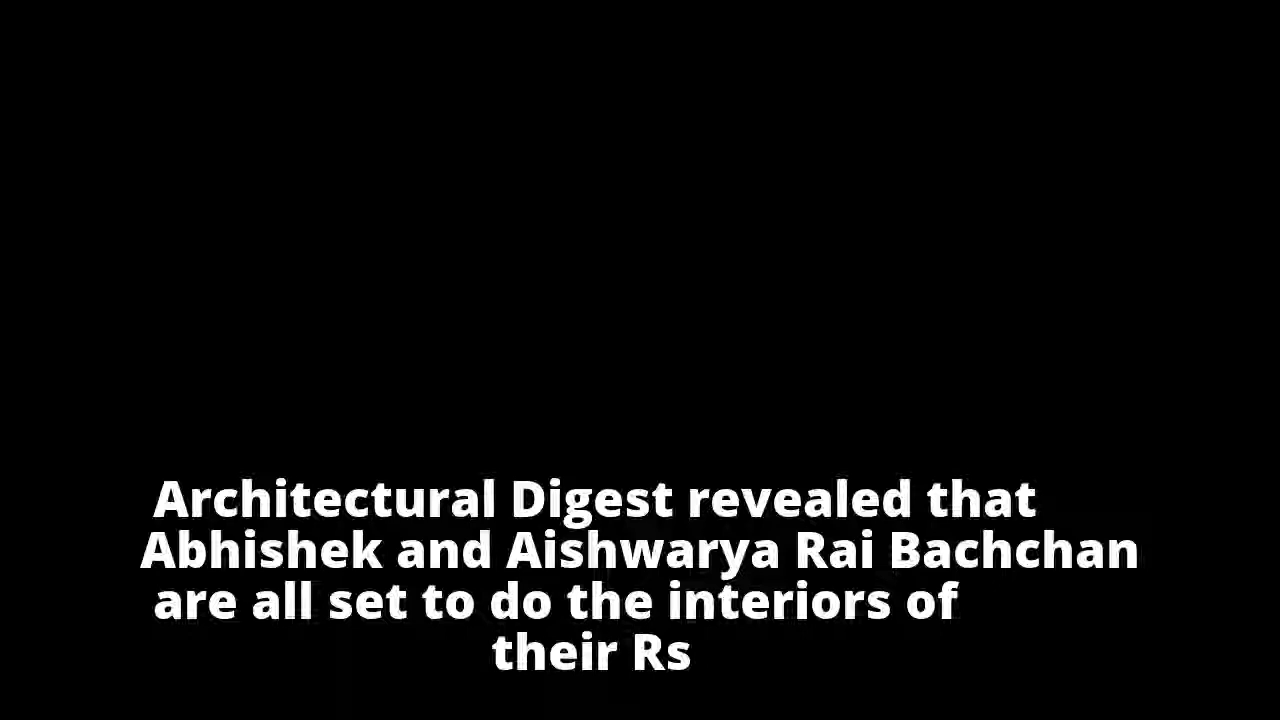 Architectural Digest revealed that
Abhishek and Aishwarya Rai Bachchan
are all set to do the interiors of
their Rs